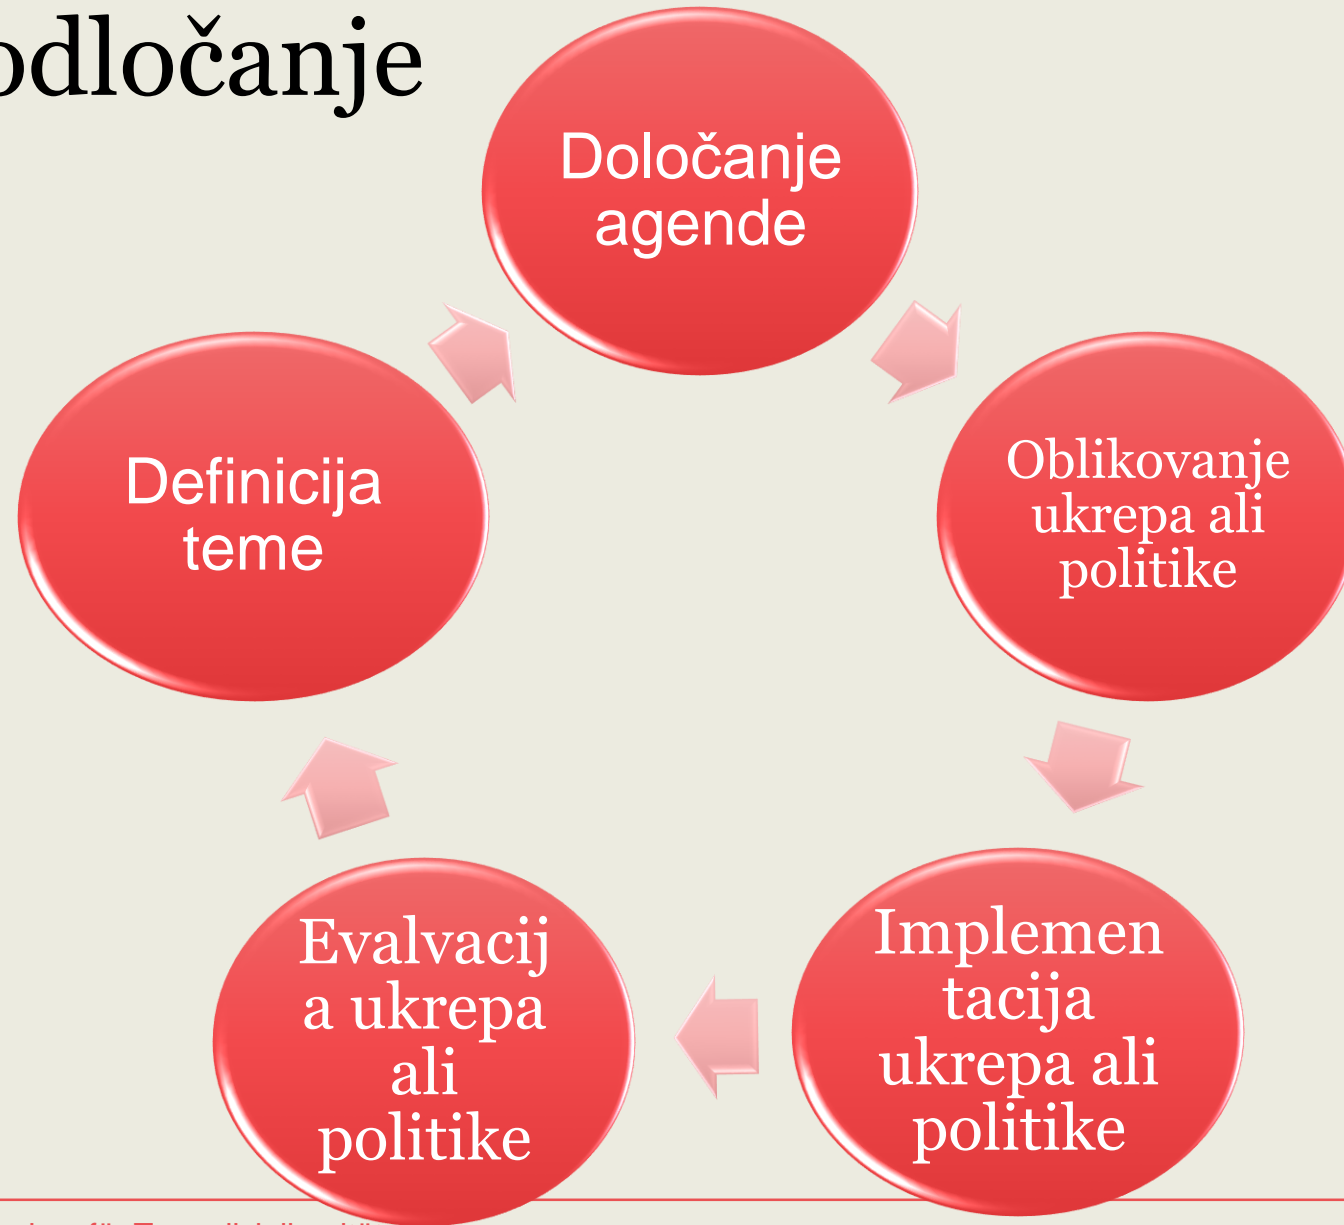 odločanje
Določanje
agende
Oblikovanje
ukrepa ali
politike
Implemen
tacija
ukrepa ali
politike
Evalvacij
a ukrepa
ali
politike
Definicija
teme